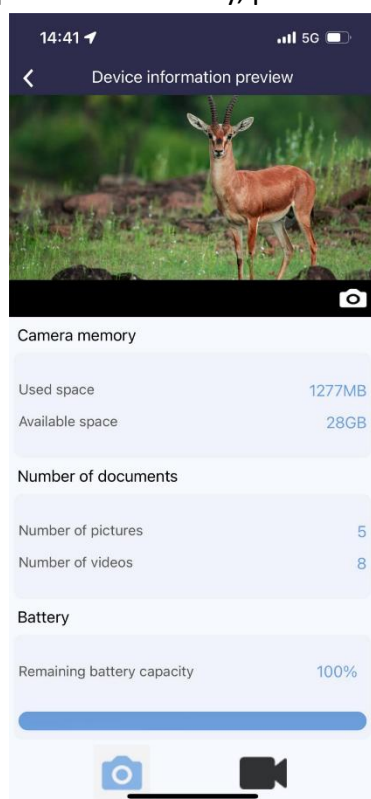 14:41 5G
Device information preview
Camera memory
Used space 1277MB
Available space 28GB
Number of documents
Number of pictures 5
Number of videos 8
Battery
Remaining battery capacity 100%